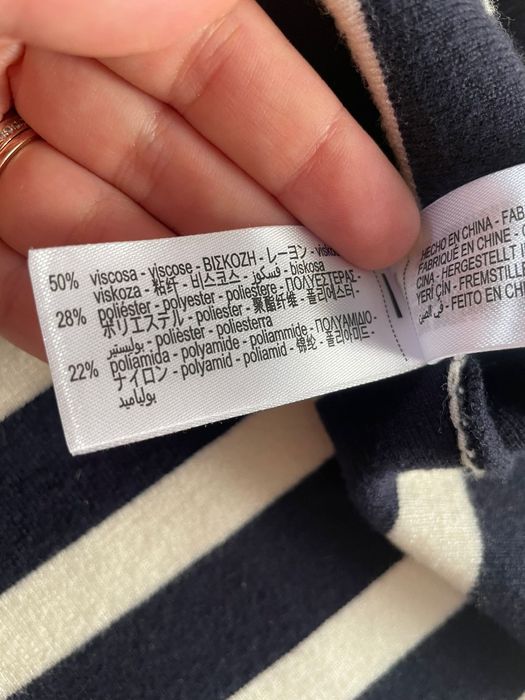 50% viscosa - viscose - ΒΙΣΚΟΖΗ - レーヨン - visko
viskoza - 粘纤 - 비스코스 - فسكوز - biskosa
28% poliéster - polyester - poliestere - ΠΟΛΥΕΣΤΕΡΑΣ -
ポリエステル - poliester - 聚酯纤维 - 폴리에스터 -
بوليستير - polièster - poliesterra
22% poliamida - polyamide - poliammide - ΠΟΛΥΑΜΙΔΙΟ -
ナイロン - polyamid - poliamid - 锦纶 - 폴리아미드 -
بولياميد
HECHO EN CHINA - FAB
FABRIQUÉ EN CHINE -
CINA - HERGESTELLT
YERİ ÇİN - FREMSTILLE
في الصين - FEITO EN CHI